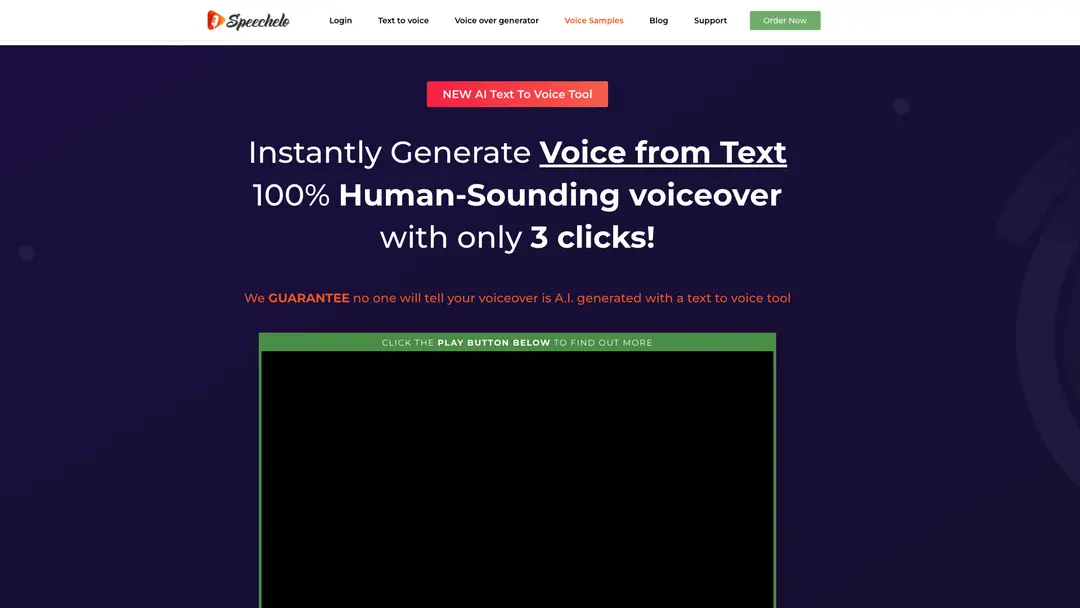 Speechelo
Login
Text to voice
Voice over generator
Voice Samples
Blog
Support
Order Now
NEW AI Text To Voice Tool
Instantly Generate Voice from Text
100% Human-Sounding voiceover
with only 3 clicks!
We GUARANTEE no one will tell your voiceover is A.I. generated with a text to voice tool
CLICK THE PLAY BUTTON BELOW TO FIND OUT MORE